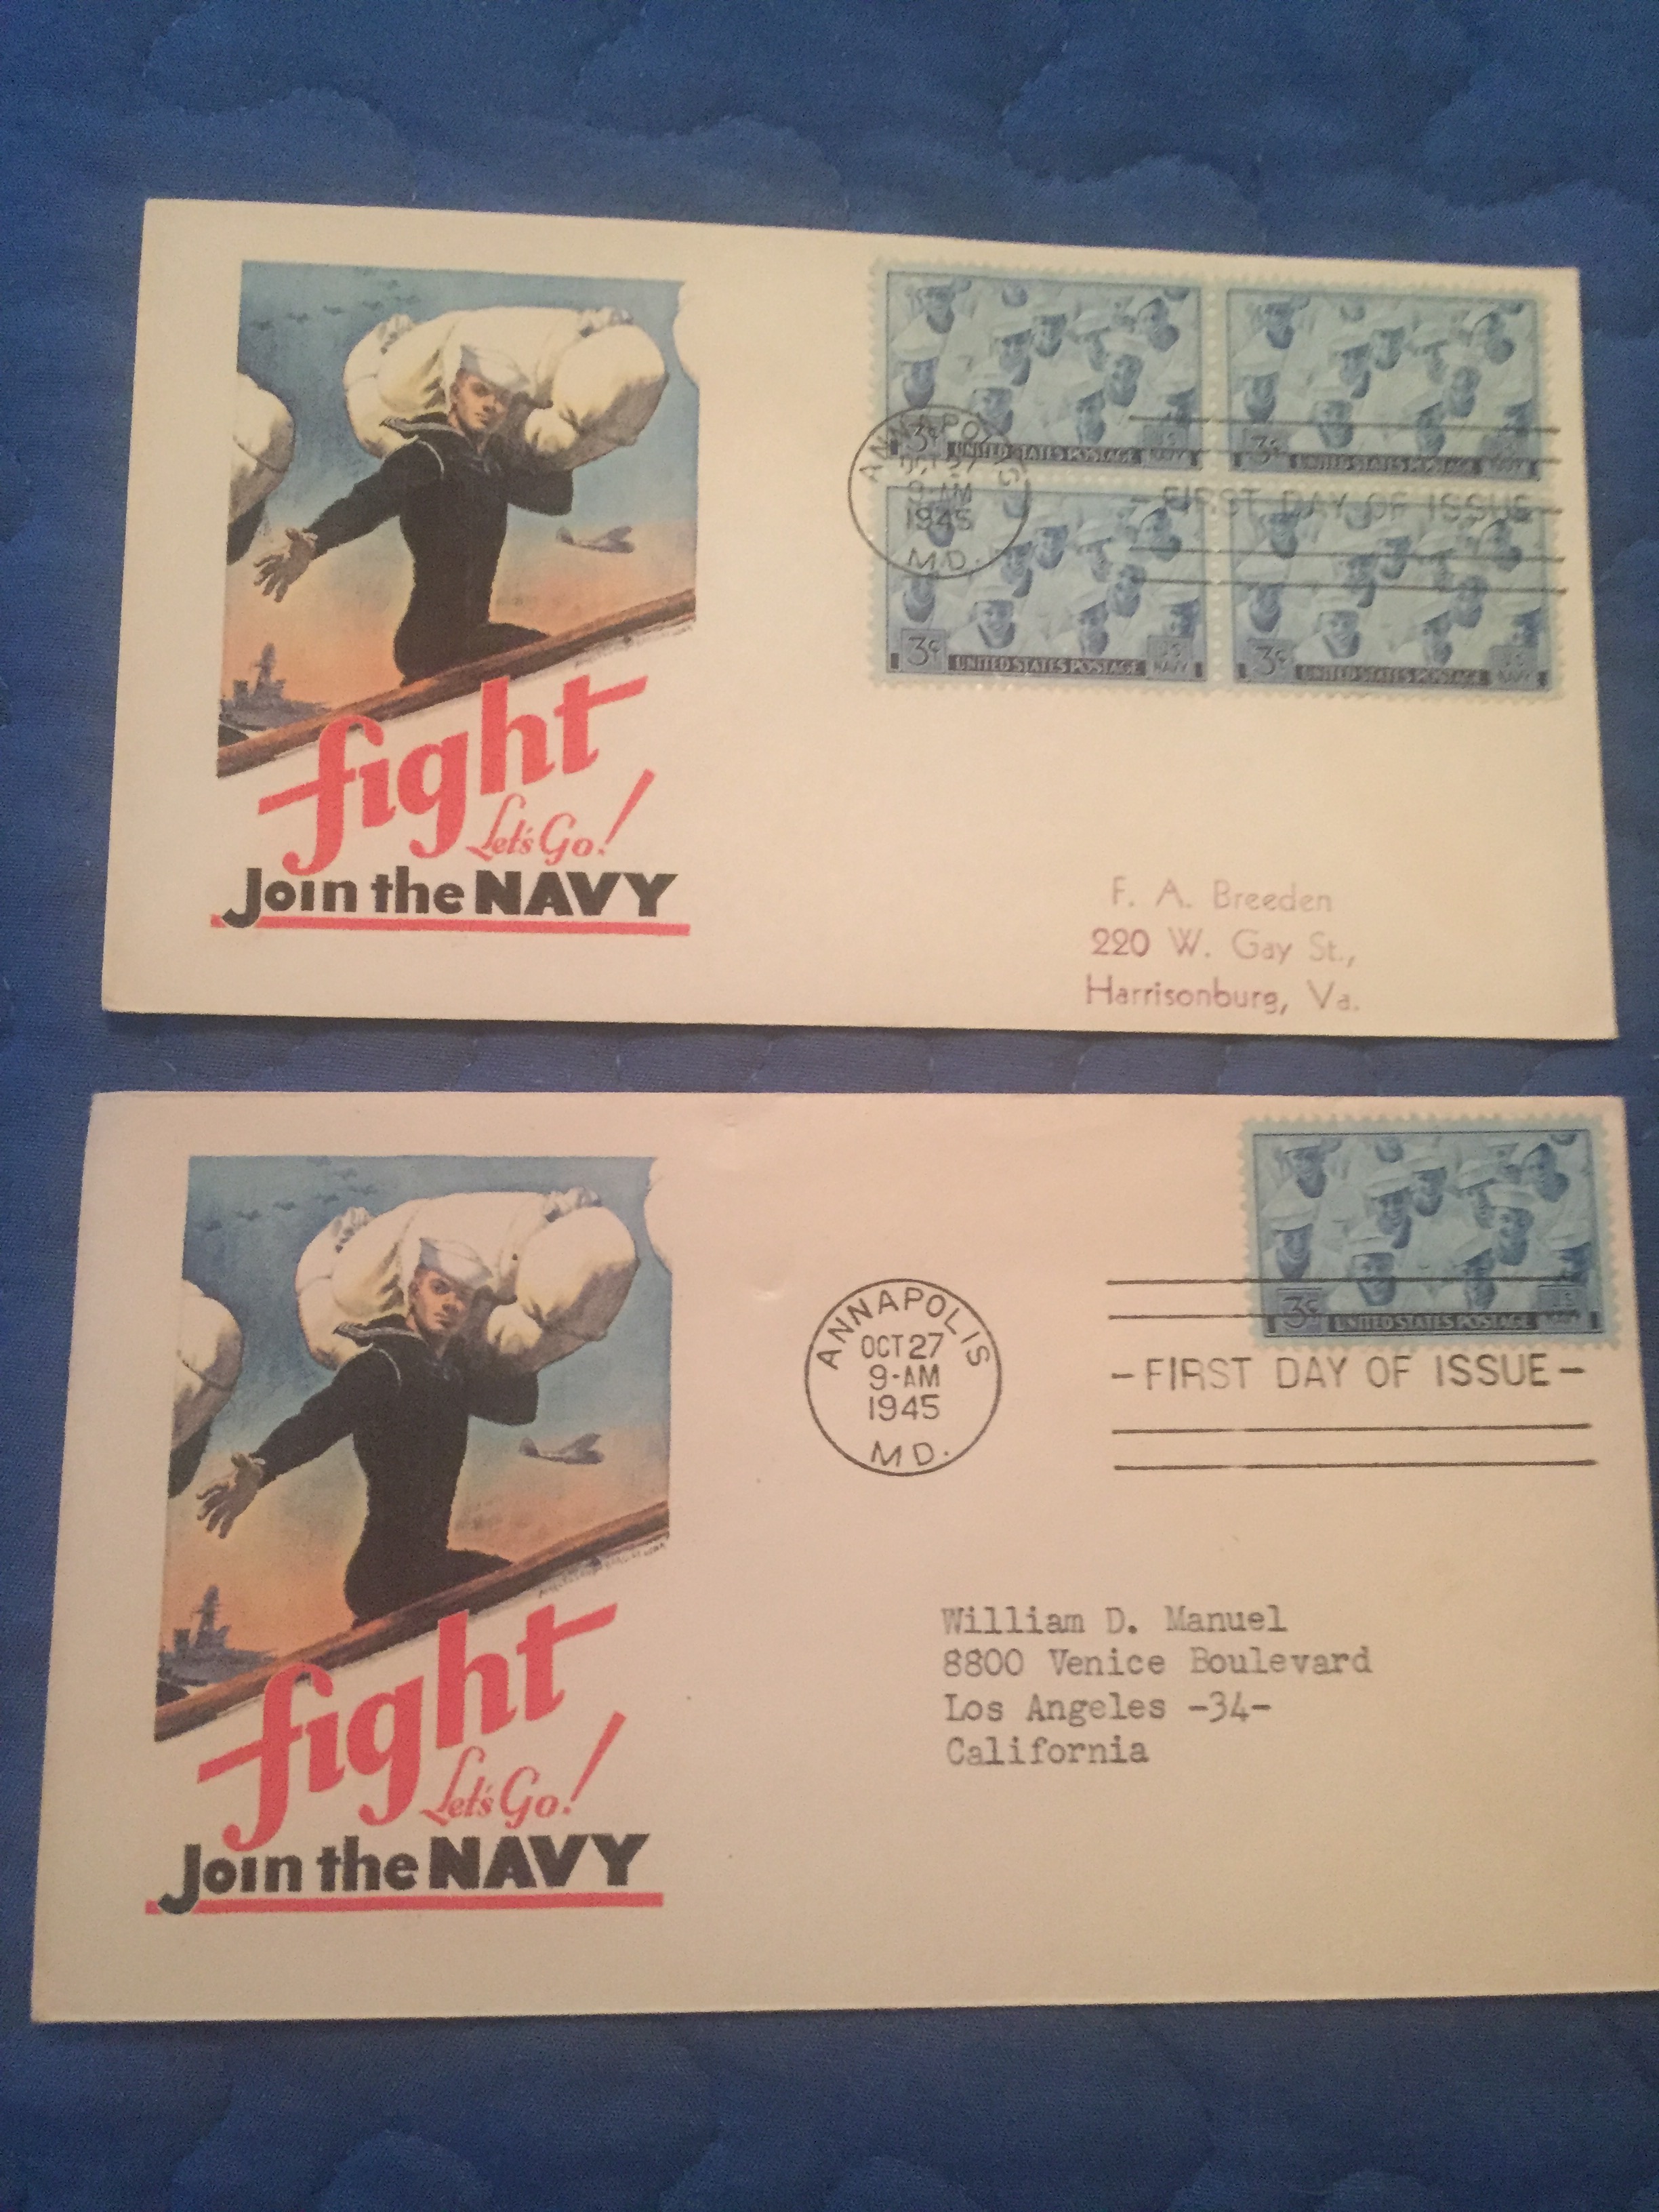 fight
Let's Go!
Join the NAVY
3¢ UNITED STATES POSTAGE U.S. NAVY
3¢ UNITED STATES POSTAGE
3¢ UNITED STATES POSTAGE U.S. NAVY
3¢ UNITED STATES POSTAGE U.S. NAVY
ANNAPOLIS
OCT 27
9-AM
1945
M.D.
- FIRST DAY OF ISSUE
F. A. Breeden
220 W. Gay St.,
Harrisonburg, Va.
fight
Let's Go!
Join the NAVY
3¢ UNITED STATES POSTAGE
ANNAPOLIS
OCT 27
9-AM
1945
MD.
- FIRST DAY OF ISSUE -
William D. Manuel
8800 Venice Boulevard
Los Angeles -34-
California